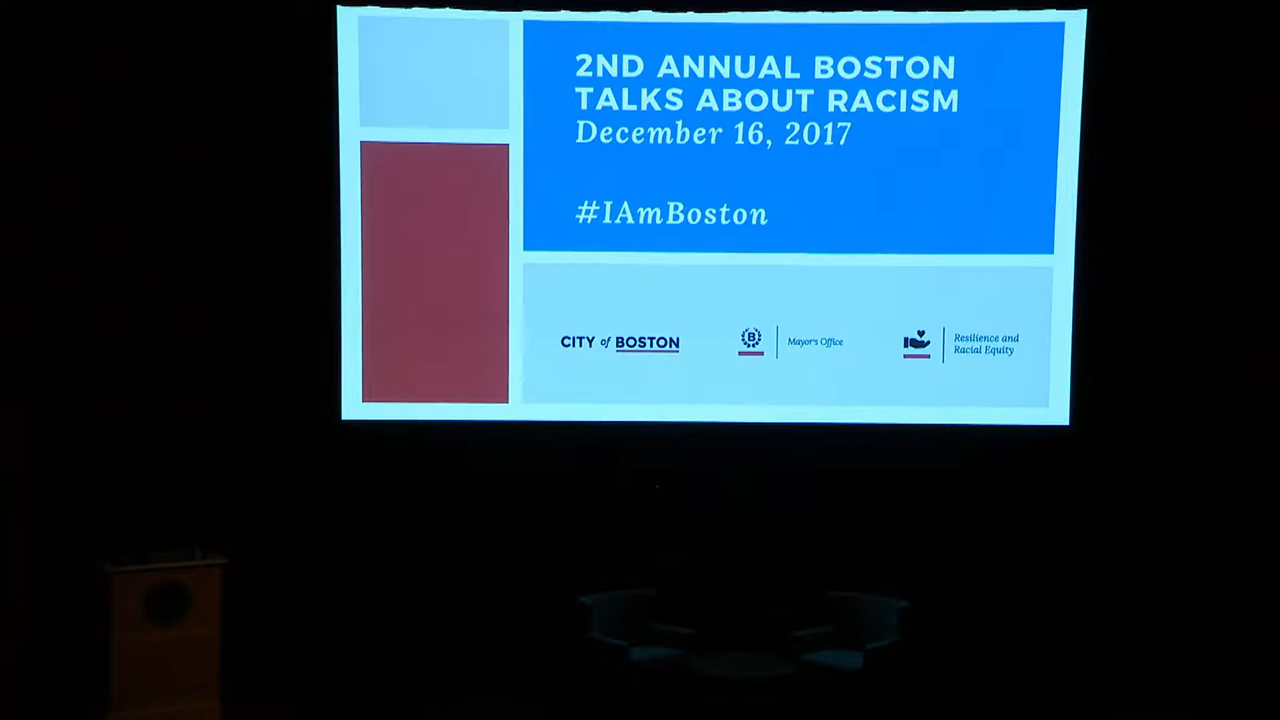 2ND ANNUAL BOSTON
TALKS ABOUT RACISM
December 16, 2017
#IAmBoston
CITY of BOSTON
B
Mayor's Office
Resilience and
Racial Equity